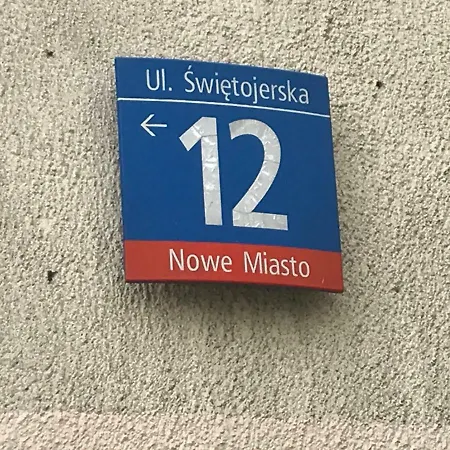 Ul. Świętojerska
← 12
Nowe Miasto